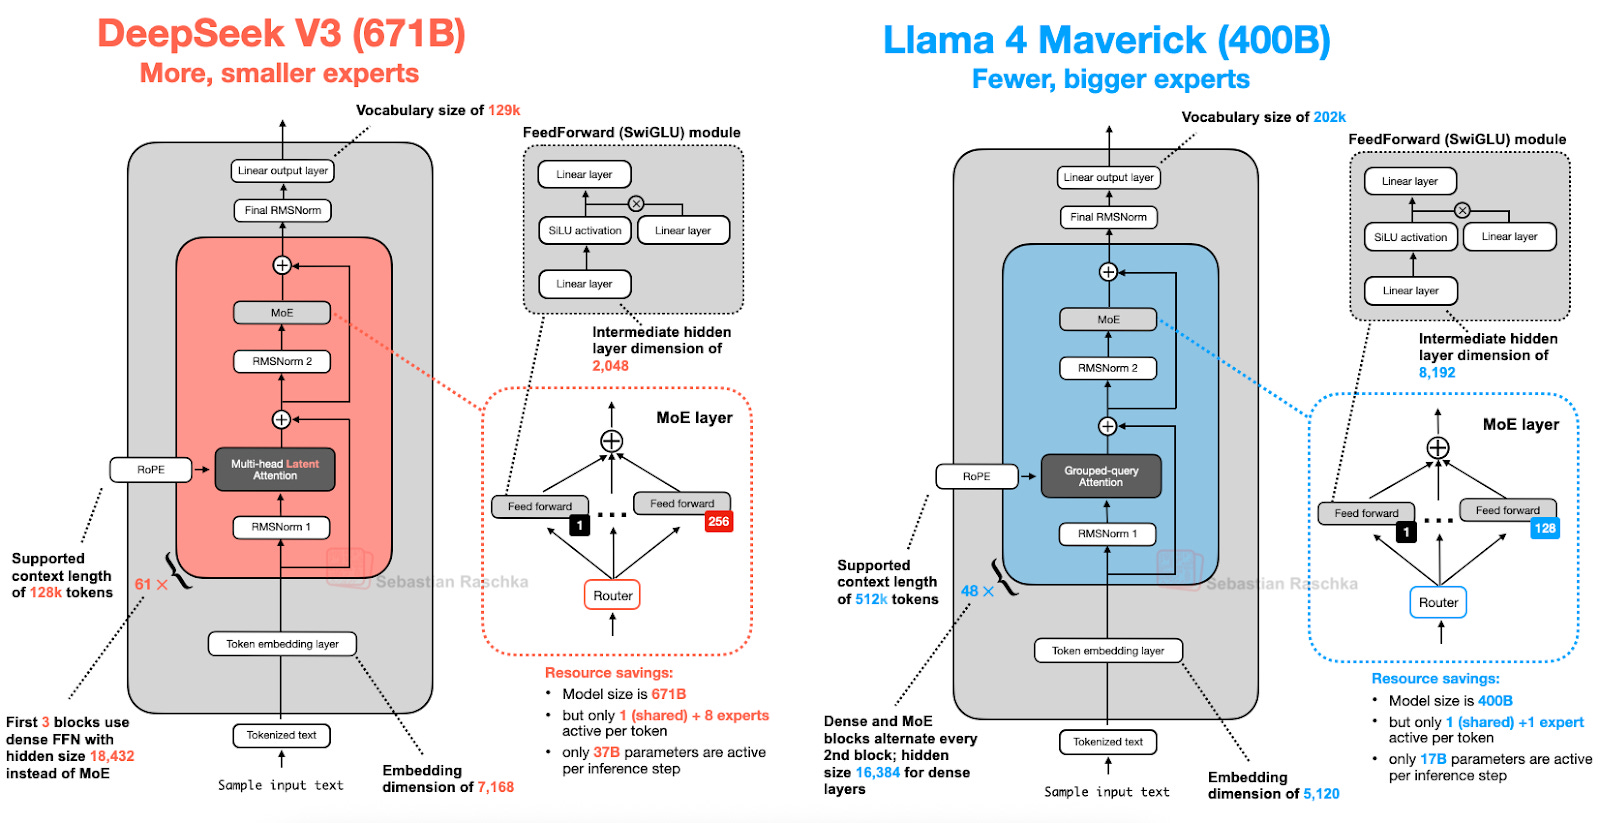 DeepSeek V3 (671B)
More, smaller experts
Vocabulary size of 129k
FeedForward (SwiGLU) module
Linear layer
SiLU activation
Linear layer
Linear layer
Intermediate hidden
layer dimension of
2,048
Linear output layer
Final RMSNorm
MoE
RMSNorm 2
Multi-head Latent
Attention
RoPE
RMSNorm 1
Supported
context length
of 128k tokens
61 ×
Sebastian Raschka
MoE layer
Feed forward
1
...
Feed forward
256
Router
Token embedding layer
First 3 blocks use
dense FFN with
hidden size 18,432
instead of MoE
Tokenized text
Sample input text
Embedding
dimension of 7,168
Resource savings:
• Model size is 671B
• but only 1 (shared) + 8 experts
active per token
• only 37B parameters are active
per inference step
Llama 4 Maverick (400B)
Fewer, bigger experts
Vocabulary size of 202k
FeedForward (SwiGLU) module
Linear layer
SiLU activation
Linear layer
Linear layer
Intermediate hidden
layer dimension of
8,192
Linear output layer
Final RMSNorm
MoE
RMSNorm 2
Grouped-query
Attention
RoPE
RMSNorm 1
Supported
context length
of 512k tokens
48 ×
Sebastian Raschka
MoE layer
Feed forward
1
...
Feed forward
128
Router
Token embedding layer
Dense and MoE
blocks alternate every
2nd block; hidden
size 16,384 for dense
layers
Tokenized text
Sample input text
Embedding
dimension of 5,120
Resource savings:
• Model size is 400B
• but only 1 (shared) +1 expert
active per token
• only 17B parameters are active
per inference step